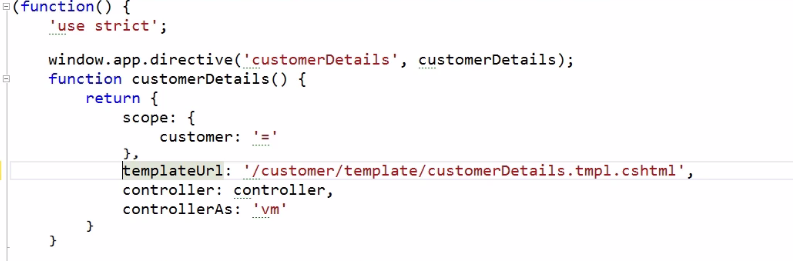 (function() {
    'use strict';

    window.app.directive('customerDetails', customerDetails);
    function customerDetails() {
        return {
            scope: {
                customer: '='
            },
            templateUrl: '/customer/template/customerDetails.tmpl.cshtml',
            controller: controller,
            controllerAs: 'vm'
        }
    }